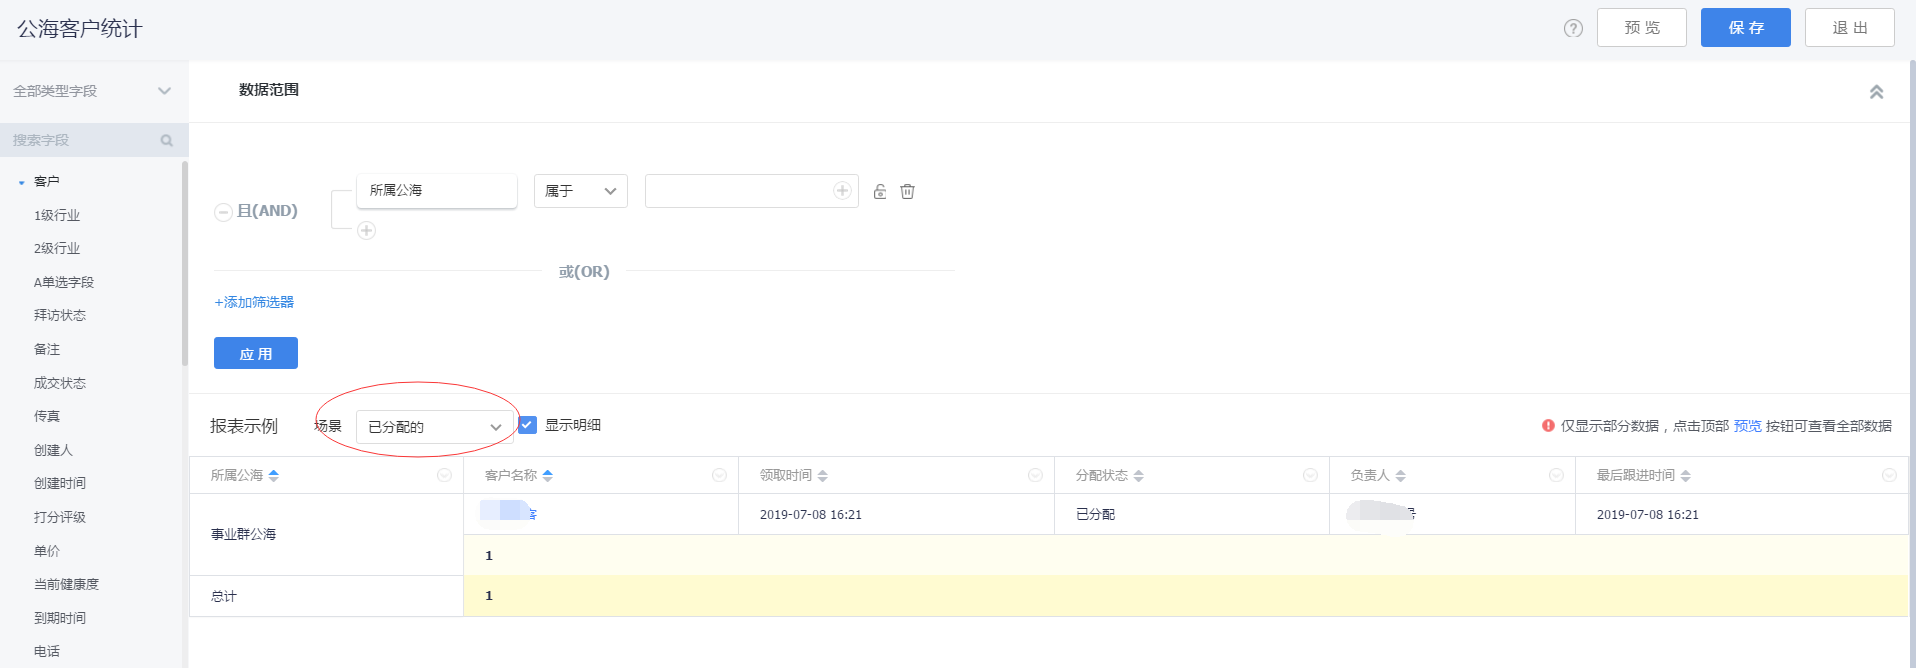 公海客户统计
? 预览 保存 退出
全部类型字段
数据范围
搜索字段
客户
1级行业
2级行业
A单选字段
拜访状态
备注
成交状态
传真
创建人
创建时间
打分评级
单价
当前健康度
到期时间
电话
且(AND)
所属公海 属于
或(OR)
+添加筛选器
应用
报表示例 场景 已分配的 显示明细
仅显示部分数据，点击顶部 预览 按钮可查看全部数据
所属公海 客户名称 领取时间 分配状态 负责人 最后跟进时间
事业群公海 客 2019-07-08 16:21 已分配 2019-07-08 16:21
1
总计 1